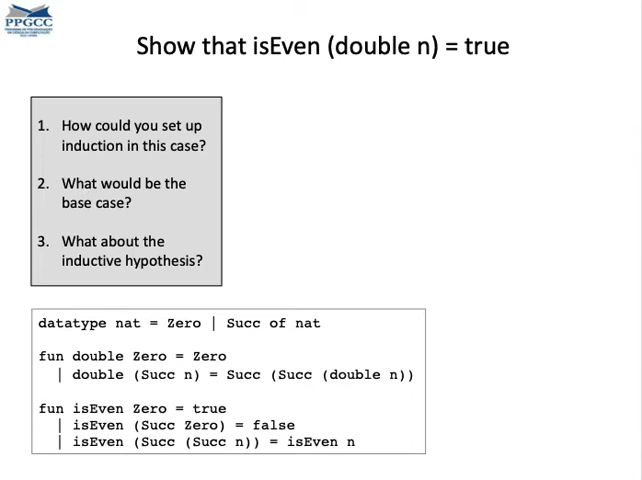 PPGCC
Show that isEven (double n) = true
1. How could you set up
induction in this case?
2. What would be the
base case?
3. What about the
inductive hypothesis?
datatype nat = Zero | Succ of nat
fun double Zero = Zero
| double (Succ n) = Succ (Succ (double n))
fun isEven Zero = true
| isEven (Succ Zero) = false
| isEven (Succ (Succ n)) = isEven n